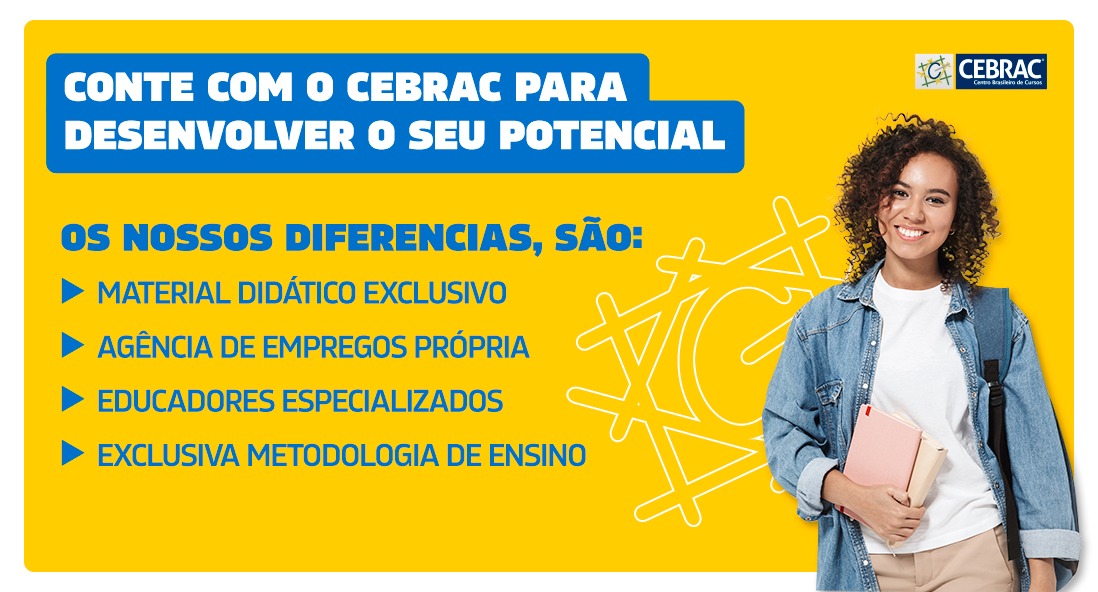 CONTE COM O CEBRAC PARA
DESENVOLVER O SEU POTENCIAL
CEBRAC
Centro Brasileiro de Cursos
OS NOSSOS DIFERENCIAS, SÃO:
MATERIAL DIDÁTICO EXCLUSIVO
AGÊNCIA DE EMPREGOS PRÓPRIA
EDUCADORES ESPECIALIZADOS
EXCLUSIVA METODOLOGIA DE ENSINO